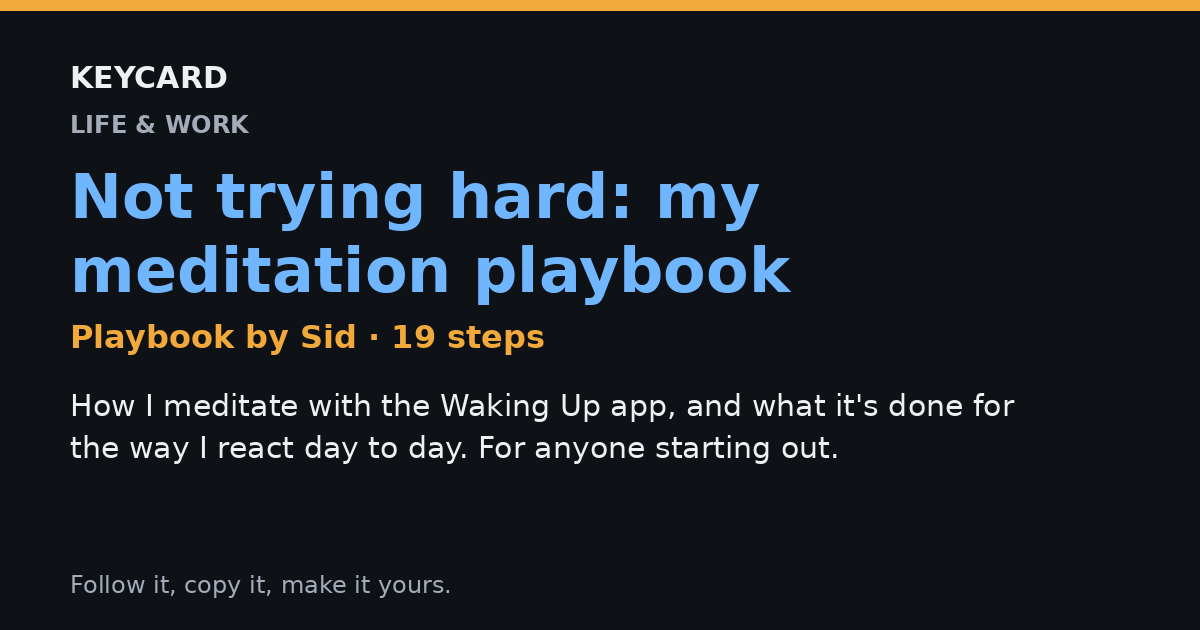 KEYCARD
LIFE & WORK
Not trying hard: my
meditation playbook
Playbook by Sid · 19 steps
How I meditate with the Waking Up app, and what it's done for
the way I react day to day. For anyone starting out.
Follow it, copy it, make it yours.